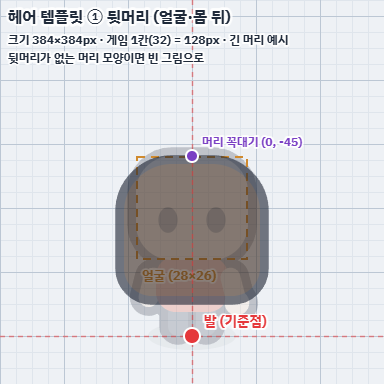 헤어 템플릿 ① 뒷머리 (얼굴·몸 뒤)
크기 384×384px · 게임 1칸(32) = 128px · 긴 머리 예시
뒷머리가 없는 머리 모양이면 빈 그림으로
머리 꼭대기 (0, -45)
얼굴 (28×26)
발 (기준점)